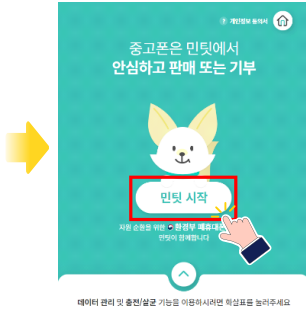 개인정보 동의서
중고폰은 민팃에서
안심하고 판매 또는 기부
민팃 시작
자원 순환을 위한 환경부 폐휴대폰
민팃이 함께합니다
데이터 관리 및 충전/살균 기능을 이용하시려면 화살표를 눌러주세요